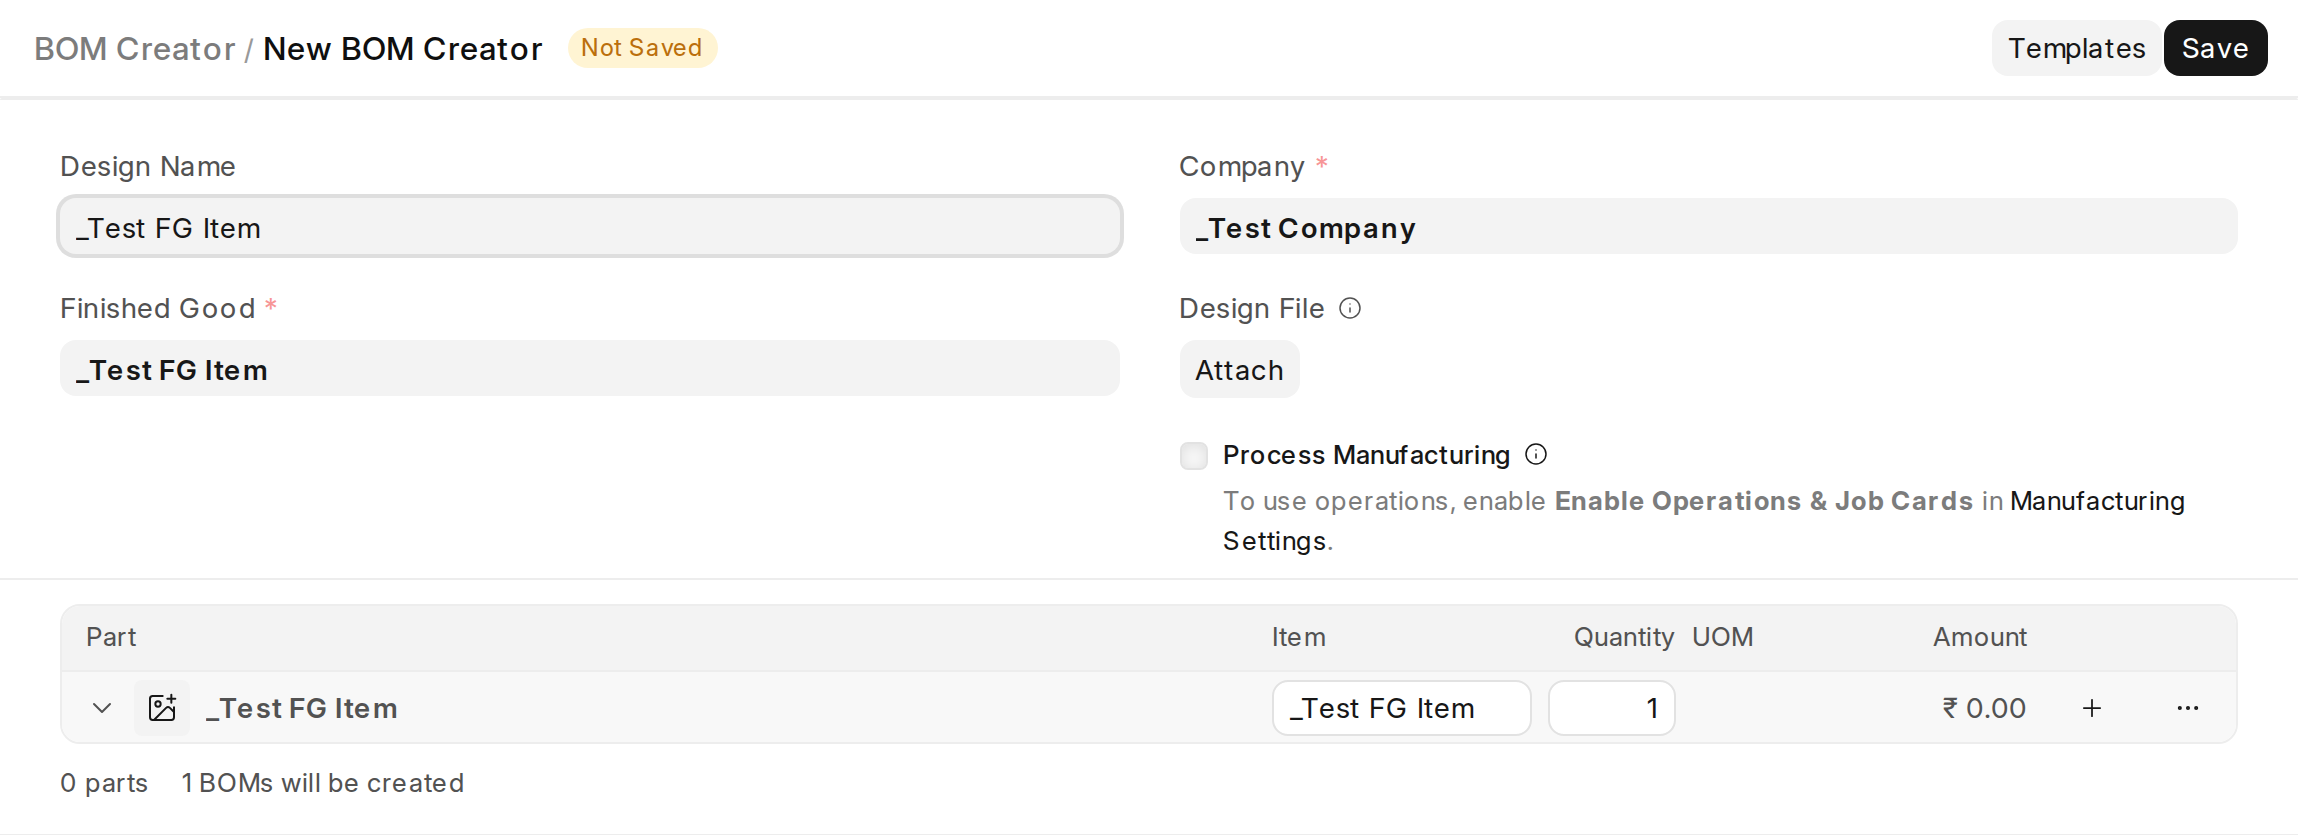 BOM Creator / New BOM Creator Not Saved Templates Save
Design Name
_Test FG Item
Company *
_Test Company
Finished Good *
_Test FG Item
Design File
Attach
Process Manufacturing
To use operations, enable Enable Operations & Job Cards in Manufacturing
Settings.
Part Item Quantity UOM Amount
_Test FG Item _Test FG Item 1 ₹ 0.00
0 parts 1 BOMs will be created